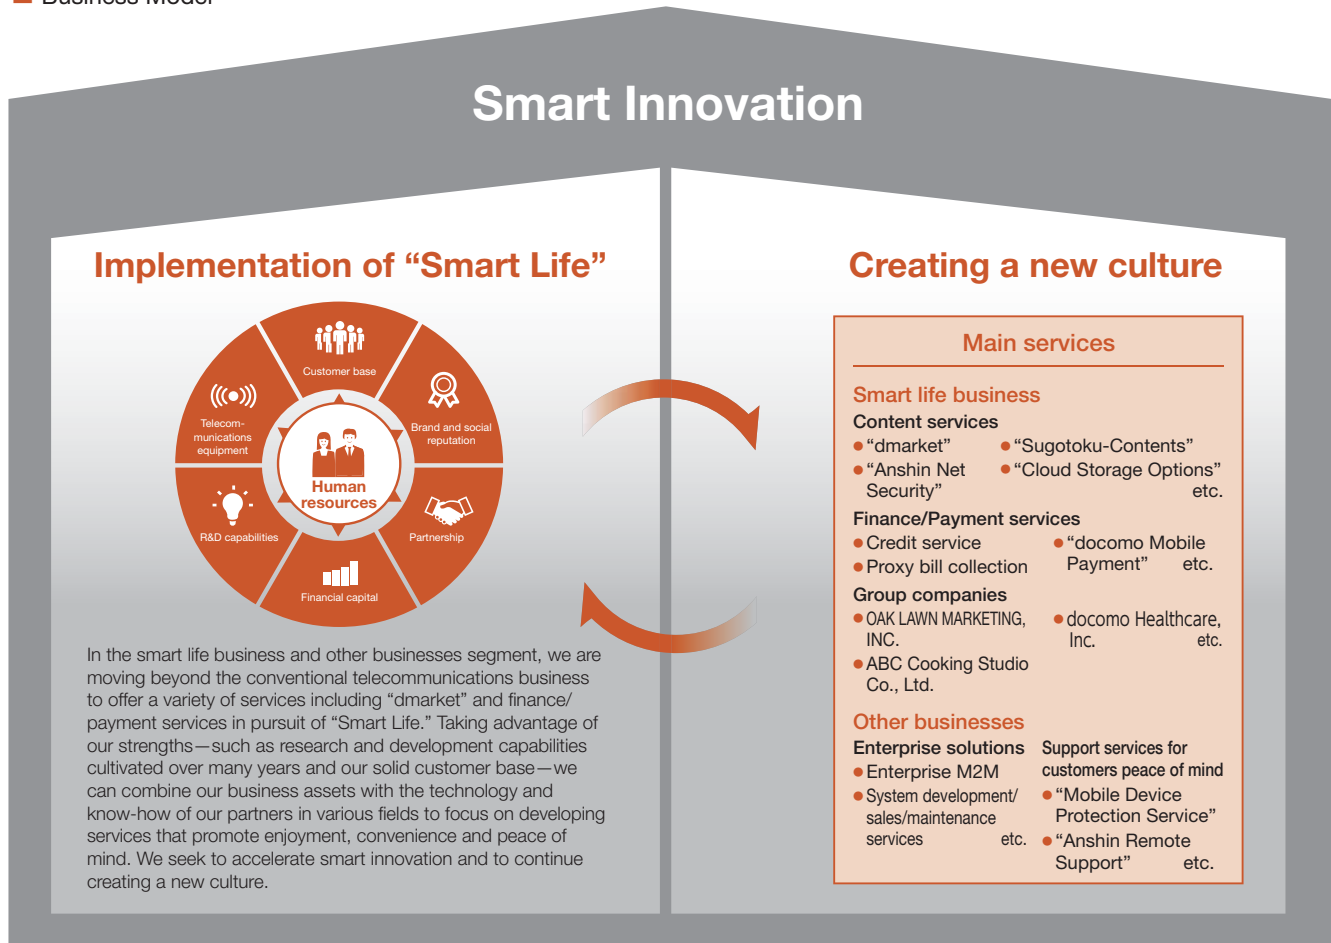 Business Model
Smart Innovation
Implementation of “Smart Life”
Customer base
Brand and social
reputation
Partnership
Financial capital
R&D capabilities
Telecom-
munications
equipment
Human
resources
In the smart life business and other businesses segment, we are
moving beyond the conventional telecommunications business
to offer a variety of services including “dmarket” and finance/
payment services in pursuit of “Smart Life.” Taking advantage of
our strengths—such as research and development capabilities
cultivated over many years and our solid customer base—we
can combine our business assets with the technology and
know-how of our partners in various fields to focus on developing
services that promote enjoyment, convenience and peace of
mind. We seek to accelerate smart innovation and to continue
creating a new culture.
Creating a new culture
Main services
Smart life business
Content services
● “dmarket” ● “Sugotoku-Contents”
● “Anshin Net ● “Cloud Storage Options”
Security” etc.
Finance/Payment services
● Credit service ● “docomo Mobile
● Proxy bill collection Payment” etc.
Group companies
● OAK LAWN MARKETING, ● docomo Healthcare,
INC. Inc. etc.
● ABC Cooking Studio
Co., Ltd.
Other businesses
Enterprise solutions
● Enterprise M2M
● System development/
sales/maintenance
services etc.
Support services for
customers peace of mind
● “Mobile Device
Protection Service”
● “Anshin Remote
Support” etc.